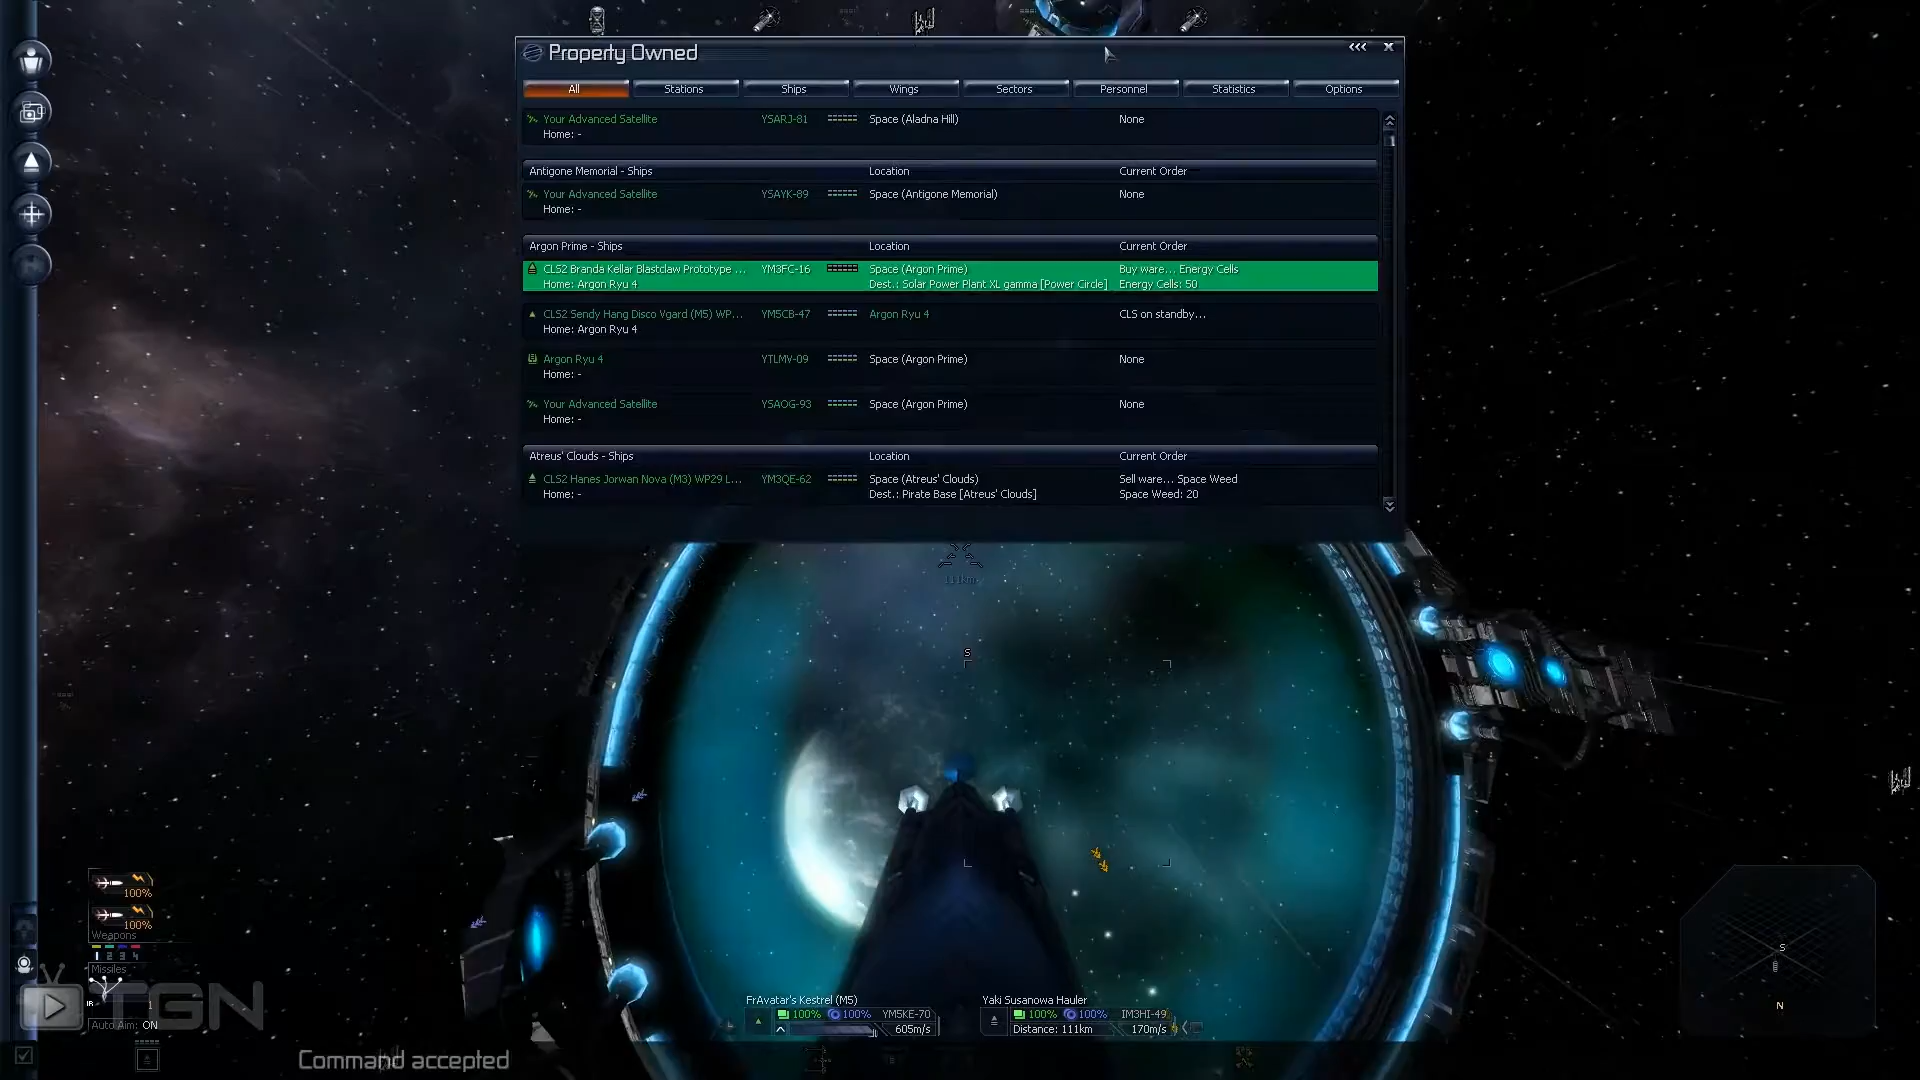 Property Owned
<<< X
All Stations Ships Wings Sectors Personnel Statistics Options
Your Advanced Satellite YSARJ-81 Space (Aladna Hill) None
Home: -
Antigone Memorial - Ships Location Current Order
Your Advanced Satellite YSAYK-89 Space (Antigone Memorial) None
Home: -
Argon Prime - Ships Location Current Order
CLS2 Branda Kellar Blastclaw Prototype ... YM3FC-16 Space (Argon Prime) Buy ware... Energy Cells
Home: Argon Ryu 4 Dest.: Solar Power Plant XL gamma [Power Circle] Energy Cells: 50
CLS2 Sendy Hang Disco Vgard (M5) WP... YM5CB-47 Argon Ryu 4 CLS on standby...
Home: Argon Ryu 4
Argon Ryu 4 YTLMV-09 Space (Argon Prime) None
Home: -
Your Advanced Satellite YSAOG-93 Space (Argon Prime) None
Home: -
Atreus' Clouds - Ships Location Current Order
CLS2 Hanes Jorwan Nova (M3) WP29 L... YM3QE-62 Space (Atreus' Clouds) Sell ware... Space Weed
Home: - Dest.: Pirate Base [Atreus' Clouds] Space Weed: 20
111km
S
100%
100%
Weapons
1 2 3 4
Missiles
IR 1
Auto Aim: ON
TGN
Command accepted
FrAvatar's Kestrel (M5)
100% 100% YM5KE-70
605m/s
Yaki Susanowa Hauler
100% 100% IM3HI-49
Distance: 111km 170m/s
S
N